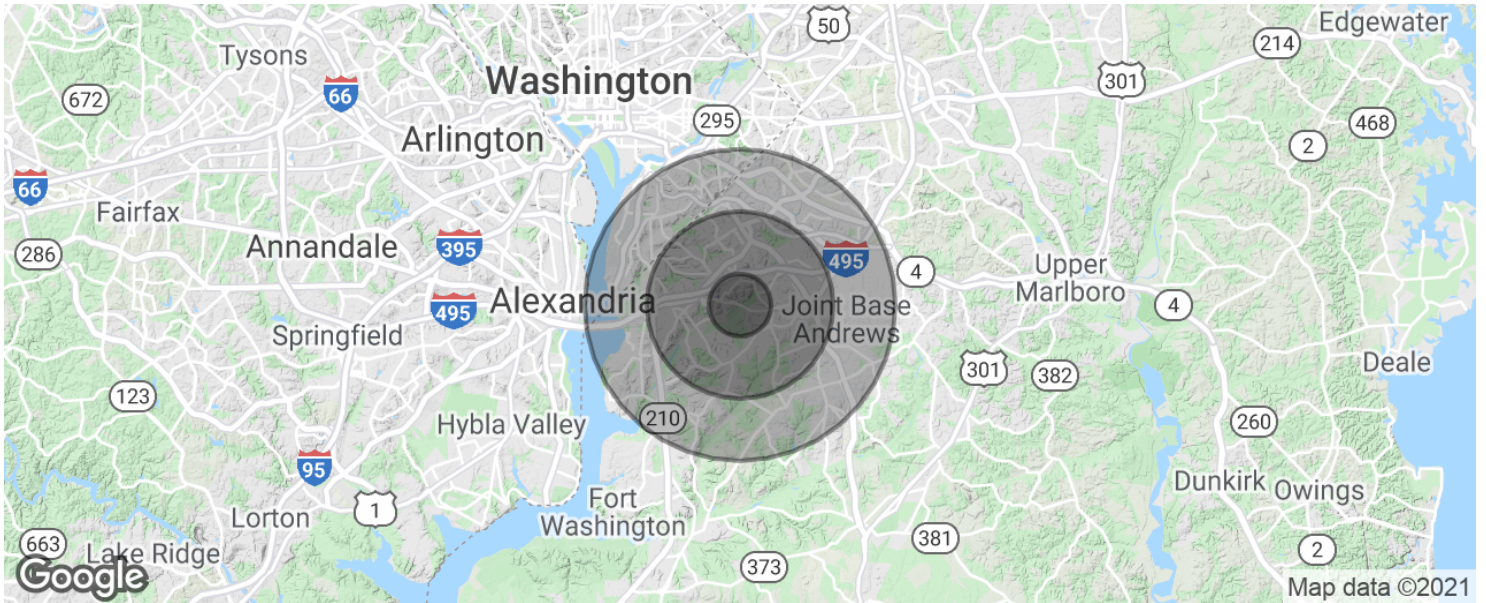 50
Edgewater
214
Tysons
Washington
301
672
66
295
468
Arlington
2
66
Fairfax
Annandale
395
286
495
4
Upper
Marlboro
495
Alexandria
Joint Base
Andrews
4
Springfield
301
382
Deale
123
210
Hybla Valley
260
95
Dunkirk
Owings
1
Fort
Washington
Lorton
381
663
Lake Ridge
2
373
Google
Map data ©2021